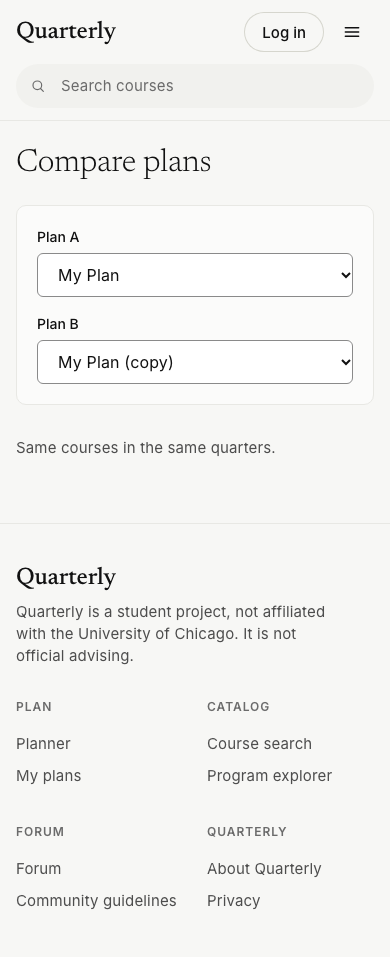 Quarterly
Log in
Search courses
Compare plans
Plan A
My Plan
Plan B
My Plan (copy)
Same courses in the same quarters.
Quarterly
Quarterly is a student project, not affiliated
with the University of Chicago. It is not
official advising.
PLAN
Planner
My plans
CATALOG
Course search
Program explorer
FORUM
Forum
Community guidelines
QUARTERLY
About Quarterly
Privacy